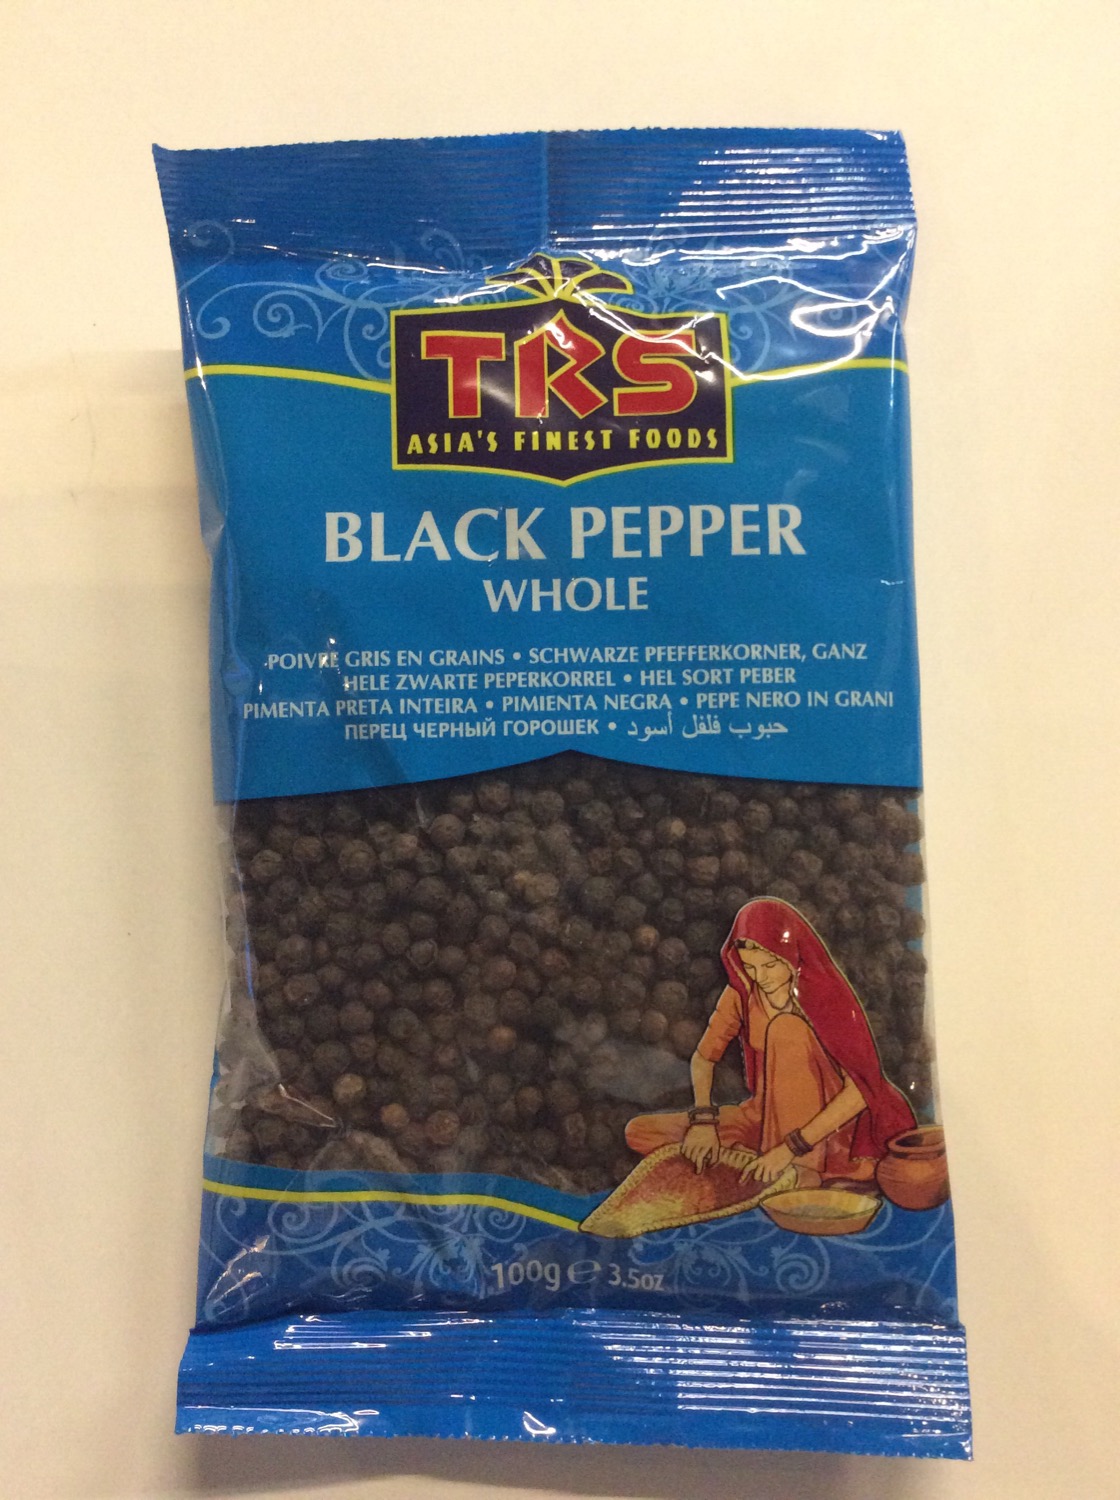 TRS
ASIA'S FINEST FOODS
BLACK PEPPER
WHOLE
POIVRE GRIS EN GRAINS • SCHWARZE PFEFFERKORNER, GANZ
HELE ZWARTE PEPERKORREL • HEL SORT PEBER
PIMENTA PRETA INTEIRA • PIMIENTA NEGRA • PEPE NERO IN GRANI
ПЕРЕЦ ЧЕРНЫЙ ГОРОШЕК • حبوب فلفل أسود
100g ℮ 3.5oz